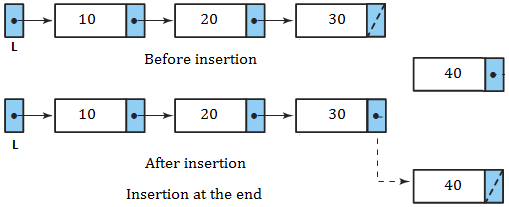 10 20 30
L
Before insertion
40
10 20 30
L
After insertion
40
Insertion at the end